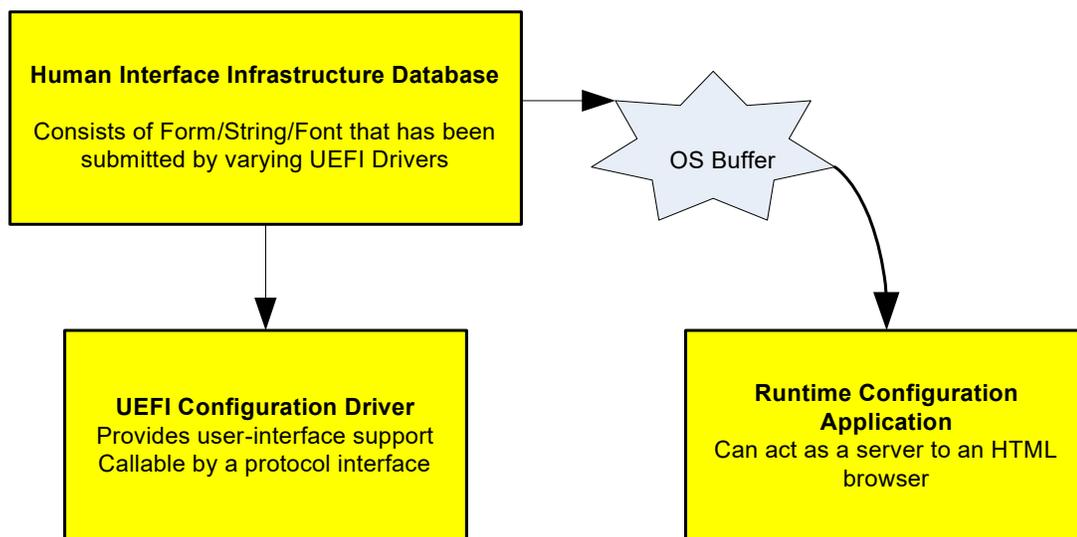 Human Interface Infrastructure Database
Consists of Form/String/Font that has been
submitted by varying UEFI Drivers
OS Buffer
UEFI Configuration Driver
Provides user-interface support
Callable by a protocol interface
Runtime Configuration
Application
Can act as a server to an HTML
browser